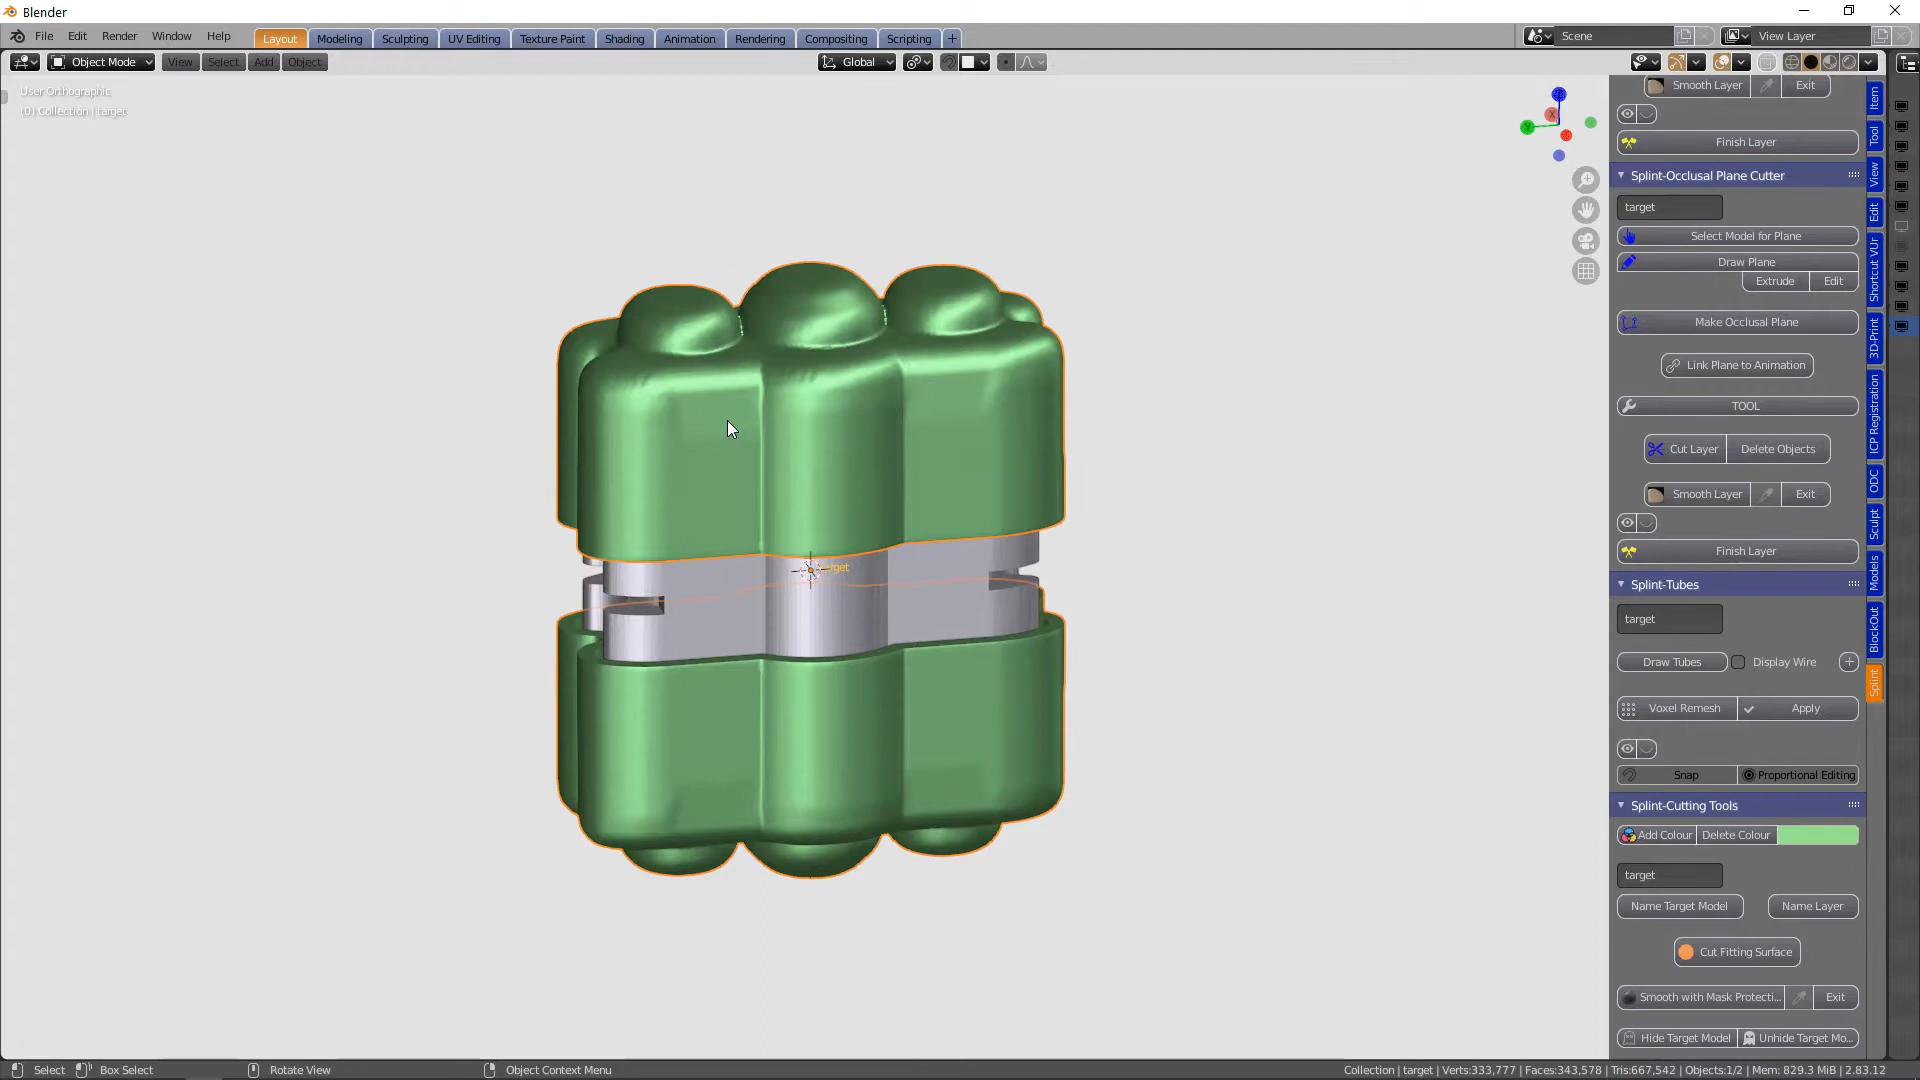 Blender
File Edit Render Window Help Layout Modeling Sculpting UV Editing Texture Paint Shading Animation Rendering Compositing Scripting + Scene View Layer
Object Mode View Select Add Object Global
User Orthographic
(0) Collection | target
Smooth Layer Exit
Finish Layer
Splint-Occlusal Plane Cutter
target
Select Model for Plane
Draw Plane
Extrude Edit
Make Occlusal Plane
Link Plane to Animation
TOOL
Cut Layer Delete Objects
Smooth Layer Exit
Finish Layer
Splint-Tubes
target
Draw Tubes Display Wire
Voxel Remesh Apply
Snap Proportional Editing
Splint-Cutting Tools
Add Colour Delete Colour
target
Name Target Model Name Layer
Cut Fitting Surface
Smooth with Mask Protecti... Exit
Hide Target Model Unhide Target Mo...
Item
Tool
View
Edit
Shortcut VUr
3D-Print
ICP Registration
ODC
Sculpt
Models
BlockOut
Splint
X
Y
Select Box Select Rotate View Object Context Menu
Collection | target | Verts:333,777 | Faces:343,578 | Tris:667,542 | Objects:1/2 | Mem: 829.3 MiB | 2.83.12